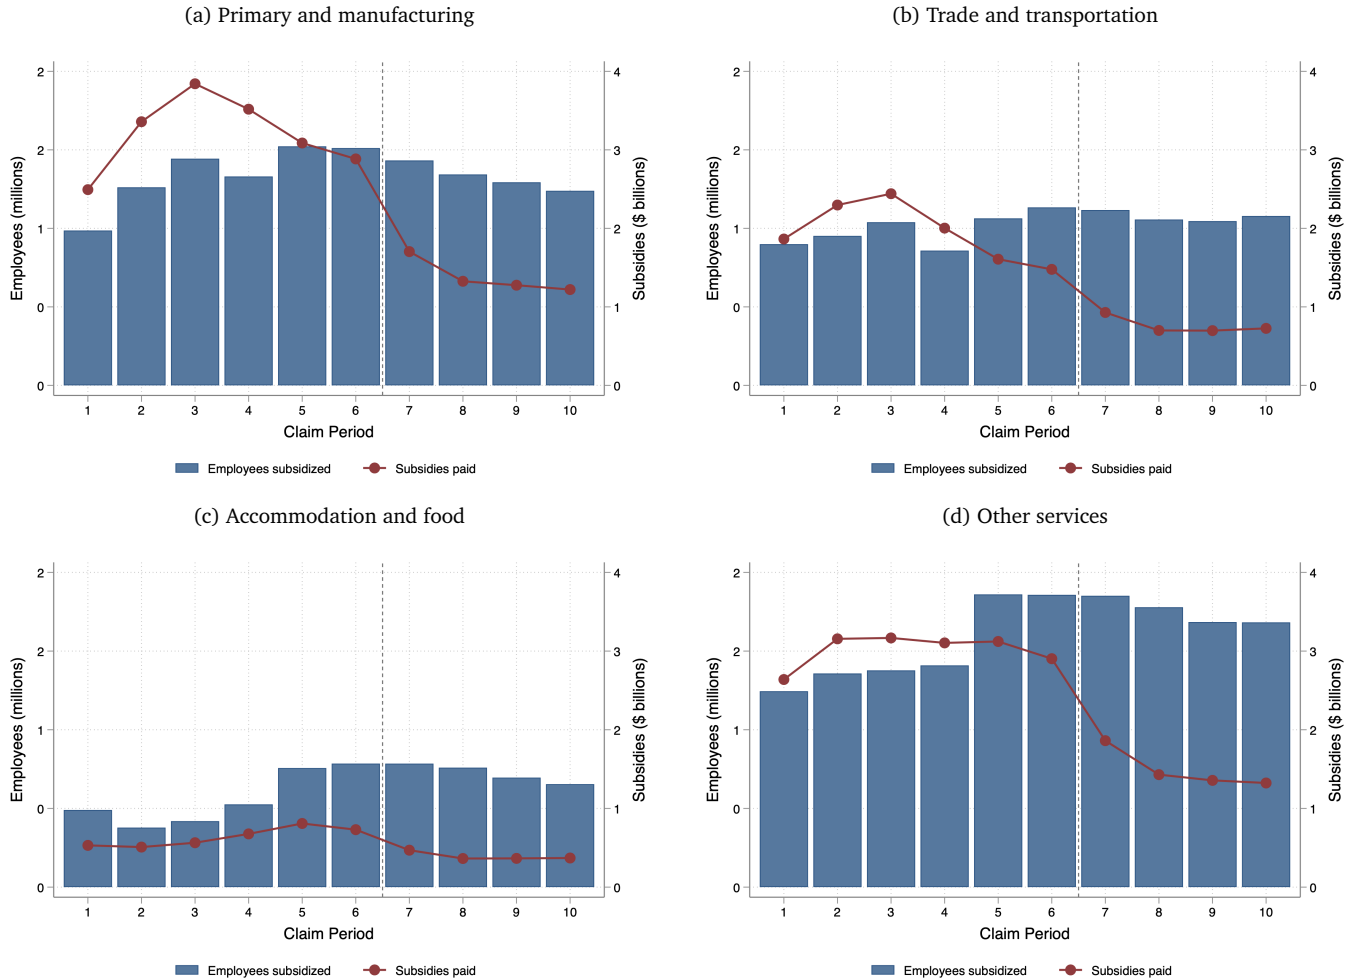 (a) Primary and manufacturing
2
2
1
0
0
Employees (millions)
4
3
2
1
0
Subsidies ($ billions)
1 2 3 4 5 6 7 8 9 10
Claim Period
Employees subsidized Subsidies paid
(b) Trade and transportation
2
2
1
0
0
Employees (millions)
4
3
2
1
0
Subsidies ($ billions)
1 2 3 4 5 6 7 8 9 10
Claim Period
Employees subsidized Subsidies paid
(c) Accommodation and food
2
2
1
0
0
Employees (millions)
4
3
2
1
0
Subsidies ($ billions)
1 2 3 4 5 6 7 8 9 10
Claim Period
Employees subsidized Subsidies paid
(d) Other services
2
2
1
0
0
Employees (millions)
4
3
2
1
0
Subsidies ($ billions)
1 2 3 4 5 6 7 8 9 10
Claim Period
Employees subsidized Subsidies paid